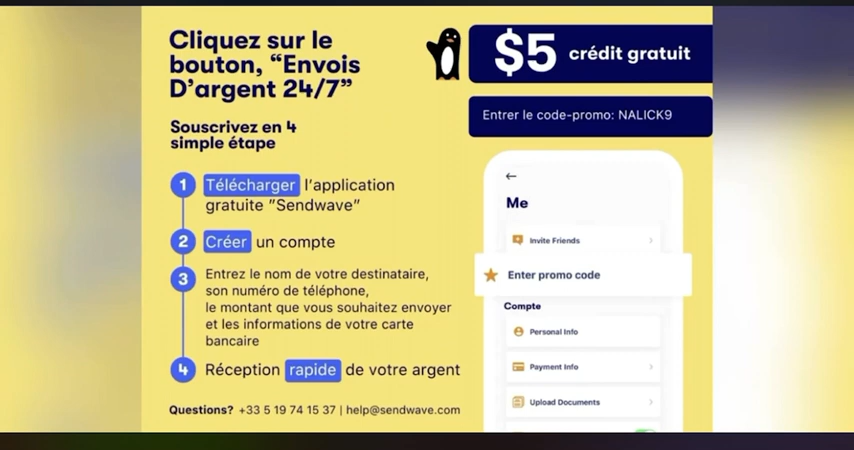 Cliquez sur le
bouton, “Envois
D’argent 24/7”
Souscrivez en 4
simple étape
1 Télécharger l’application
gratuite ”Sendwave”
2 Créer un compte
3 Entrez le nom de votre destinataire,
son numéro de téléphone,
le montant que vous souhaitez envoyer
et les informations de votre carte
bancaire
4 Réception rapide de votre argent
Questions? +33 5 19 74 15 37 | help@sendwave.com
$5 crédit gratuit
Entrer le code-promo: NALICK9
←
Me
Invite Friends
Enter promo code
Compte
Personal Info
Payment Info
Upload Documents